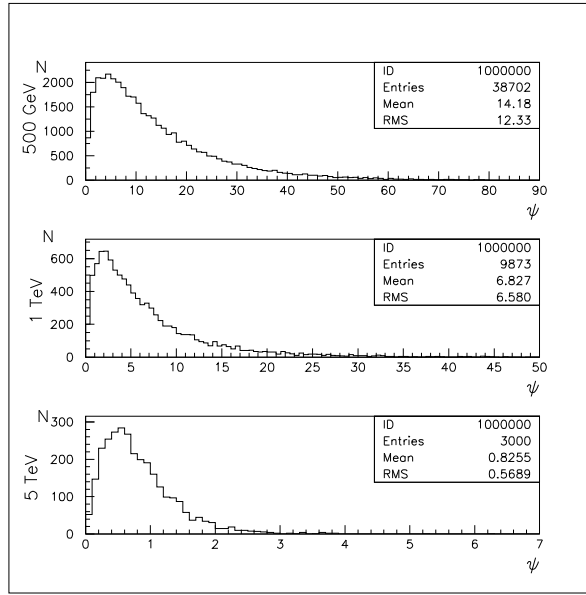 500 GeV
N
2000
1500
1000
500
0
0 10 20 30 40 50 60 70 80 90
ψ
ID 1000000
Entries 38702
Mean 14.18
RMS 12.33
1 TeV
N
600
400
200
0
0 5 10 15 20 25 30 35 40 45 50
ψ
ID 1000000
Entries 9873
Mean 6.827
RMS 6.580
5 TeV
N
300
200
100
0
0 1 2 3 4 5 6 7
ψ
ID 1000000
Entries 3000
Mean 0.8255
RMS 0.5689